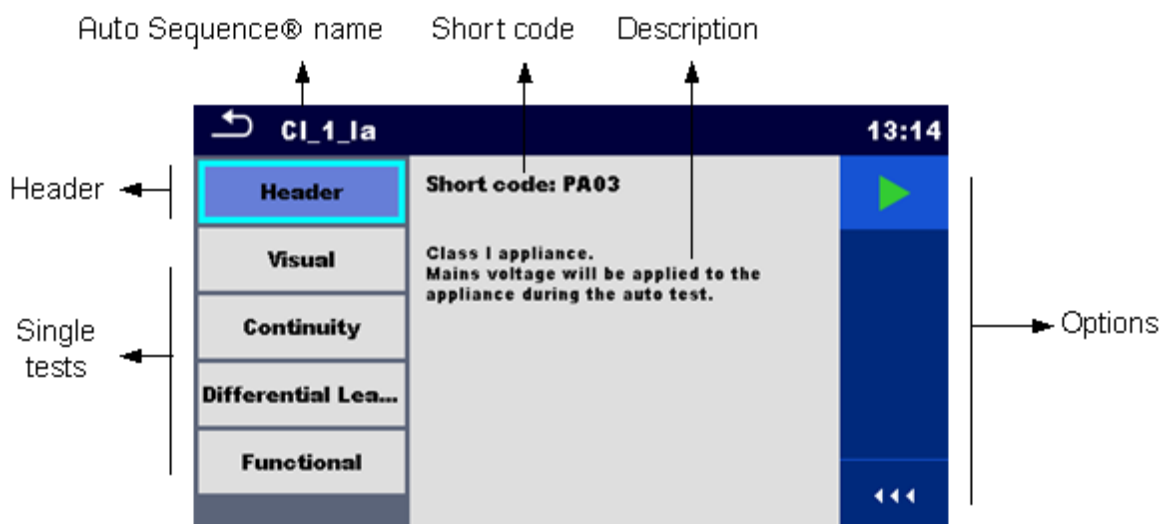 Auto Sequence® name Short code Description
Cl_1_Ia 13:14
Header
Header
Short code: PA03
Visual
Class I appliance.
Mains voltage will be applied to the
appliance during the auto test.
Single
tests
Continuity
Options
Differential Lea...
Functional